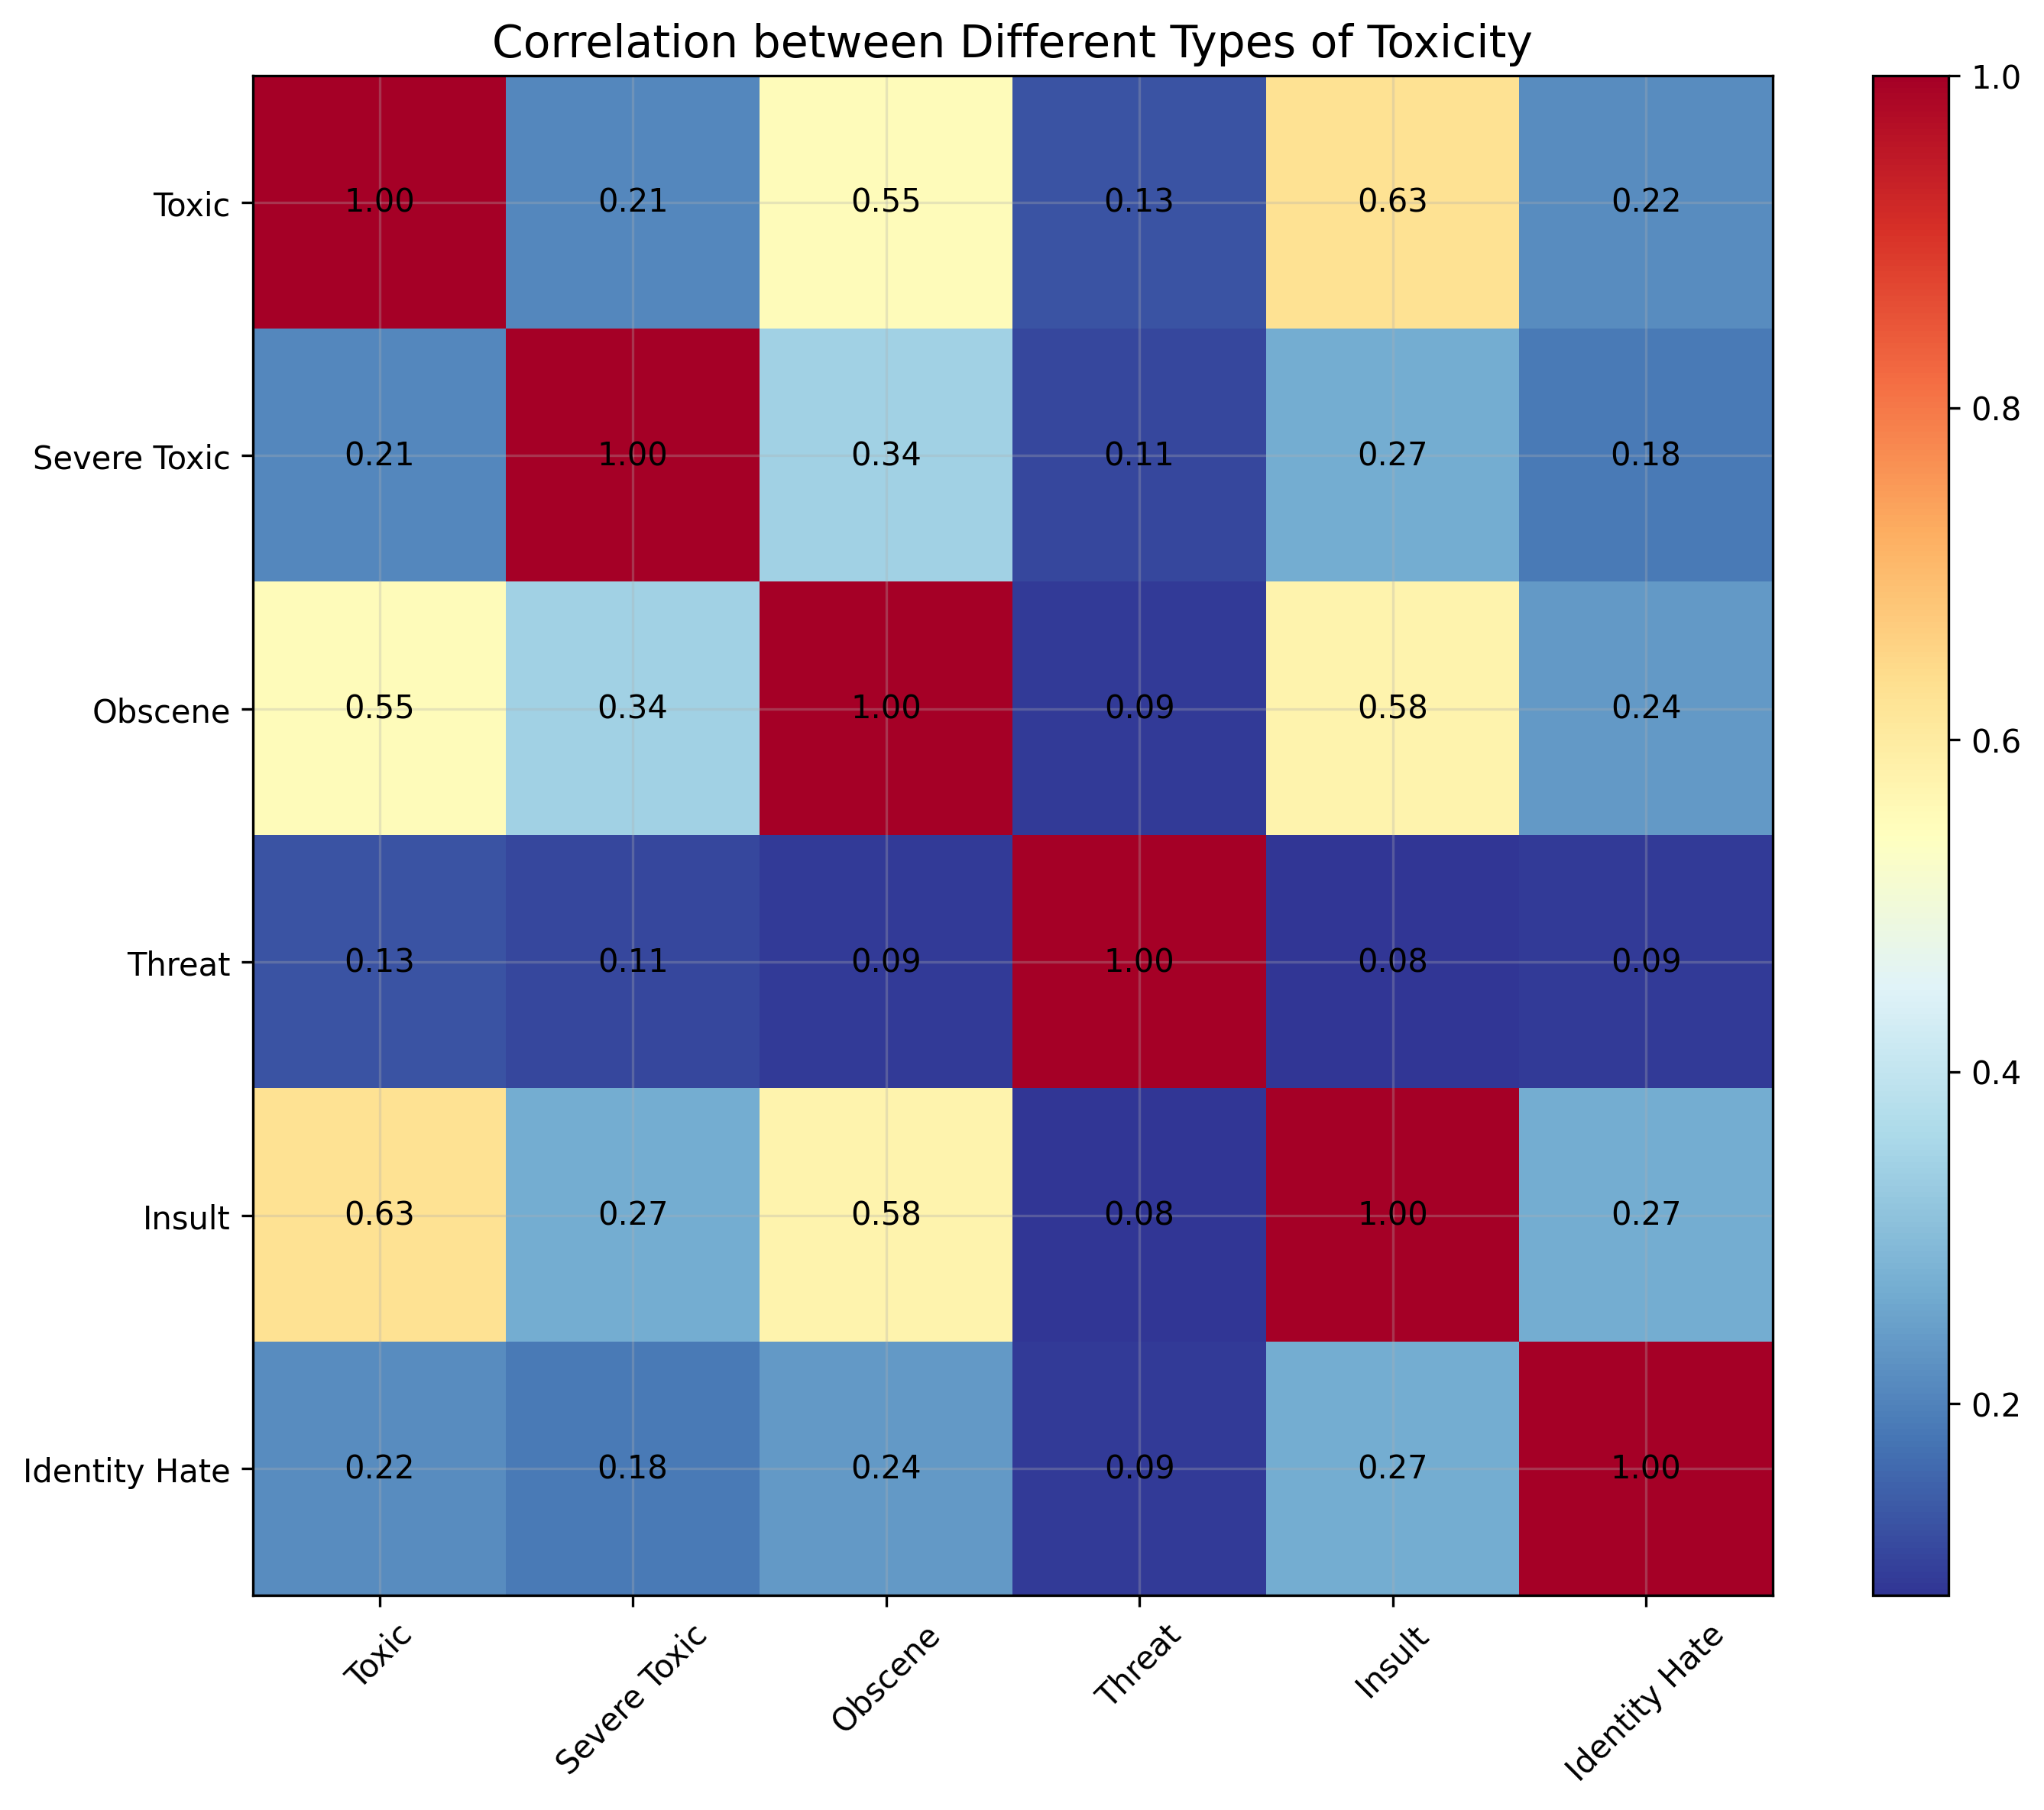 Correlation between Different Types of Toxicity
Toxic 1.00 0.21 0.55 0.13 0.63 0.22
Severe Toxic 0.21 1.00 0.34 0.11 0.27 0.18
Obscene 0.55 0.34 1.00 0.09 0.58 0.24
Threat 0.13 0.11 0.09 1.00 0.08 0.09
Insult 0.63 0.27 0.58 0.08 1.00 0.27
Identity Hate 0.22 0.18 0.24 0.09 0.27 1.00
Toxic Severe Toxic Obscene Threat Insult Identity Hate
1.0
0.8
0.6
0.4
0.2